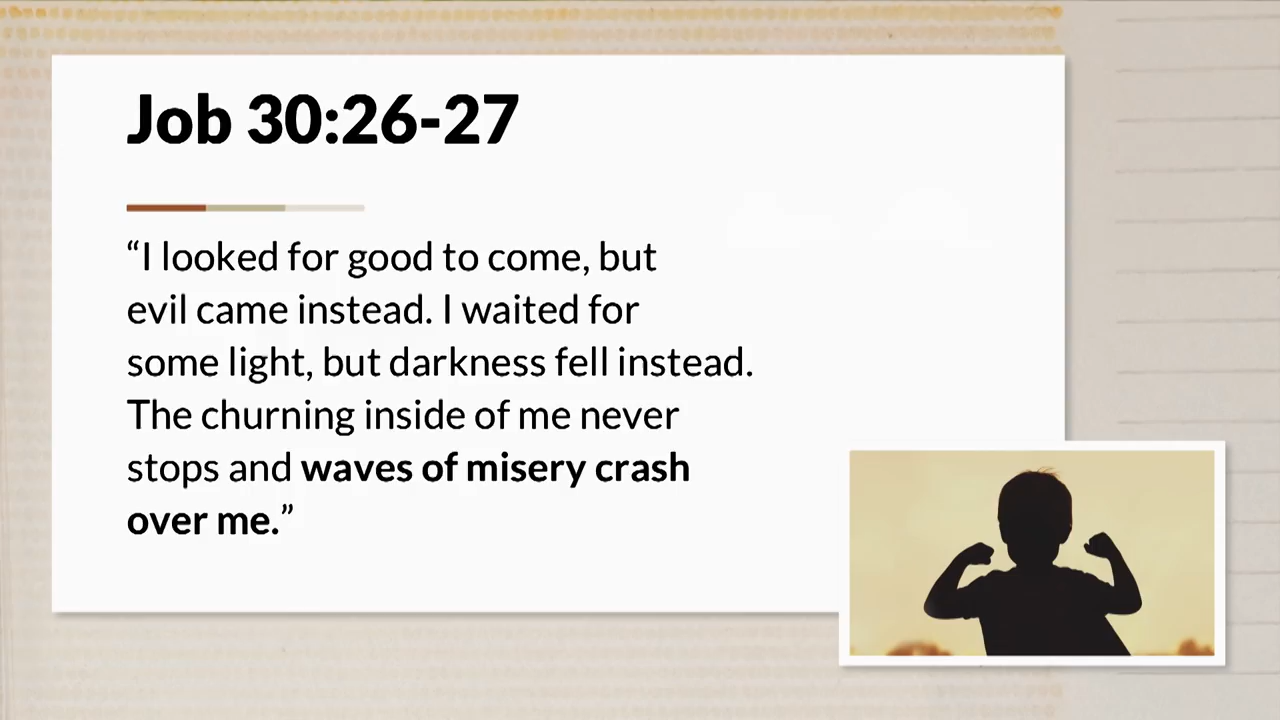 Job 30:26-27
“I looked for good to come, but
evil came instead. I waited for
some light, but darkness fell instead.
The churning inside of me never
stops and waves of misery crash
over me.”